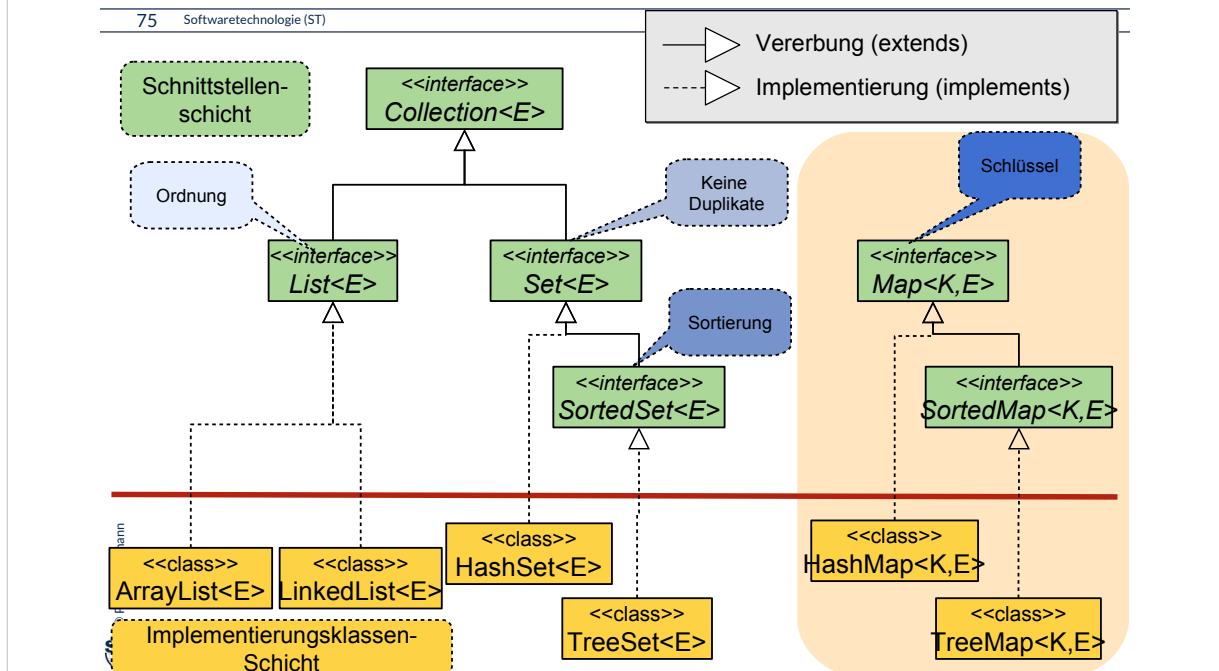 75 Softwaretechnologie (ST)
Vererbung (extends)
Implementierung (implements)
Schnittstellen-
schicht
<<interface>>
Collection<E>
Ordnung
Keine
Duplikate
Schlüssel
<<interface>>
List<E>
<<interface>>
Set<E>
<<interface>>
Map<K,E>
Sortierung
<<interface>>
SortedSet<E>
<<interface>>
SortedMap<K,E>
<<class>>
ArrayList<E>
<<class>>
LinkedList<E>
<<class>>
HashSet<E>
<<class>>
HashMap<K,E>
<<class>>
TreeSet<E>
<<class>>
TreeMap<K,E>
Implementierungsklassen-
Schicht